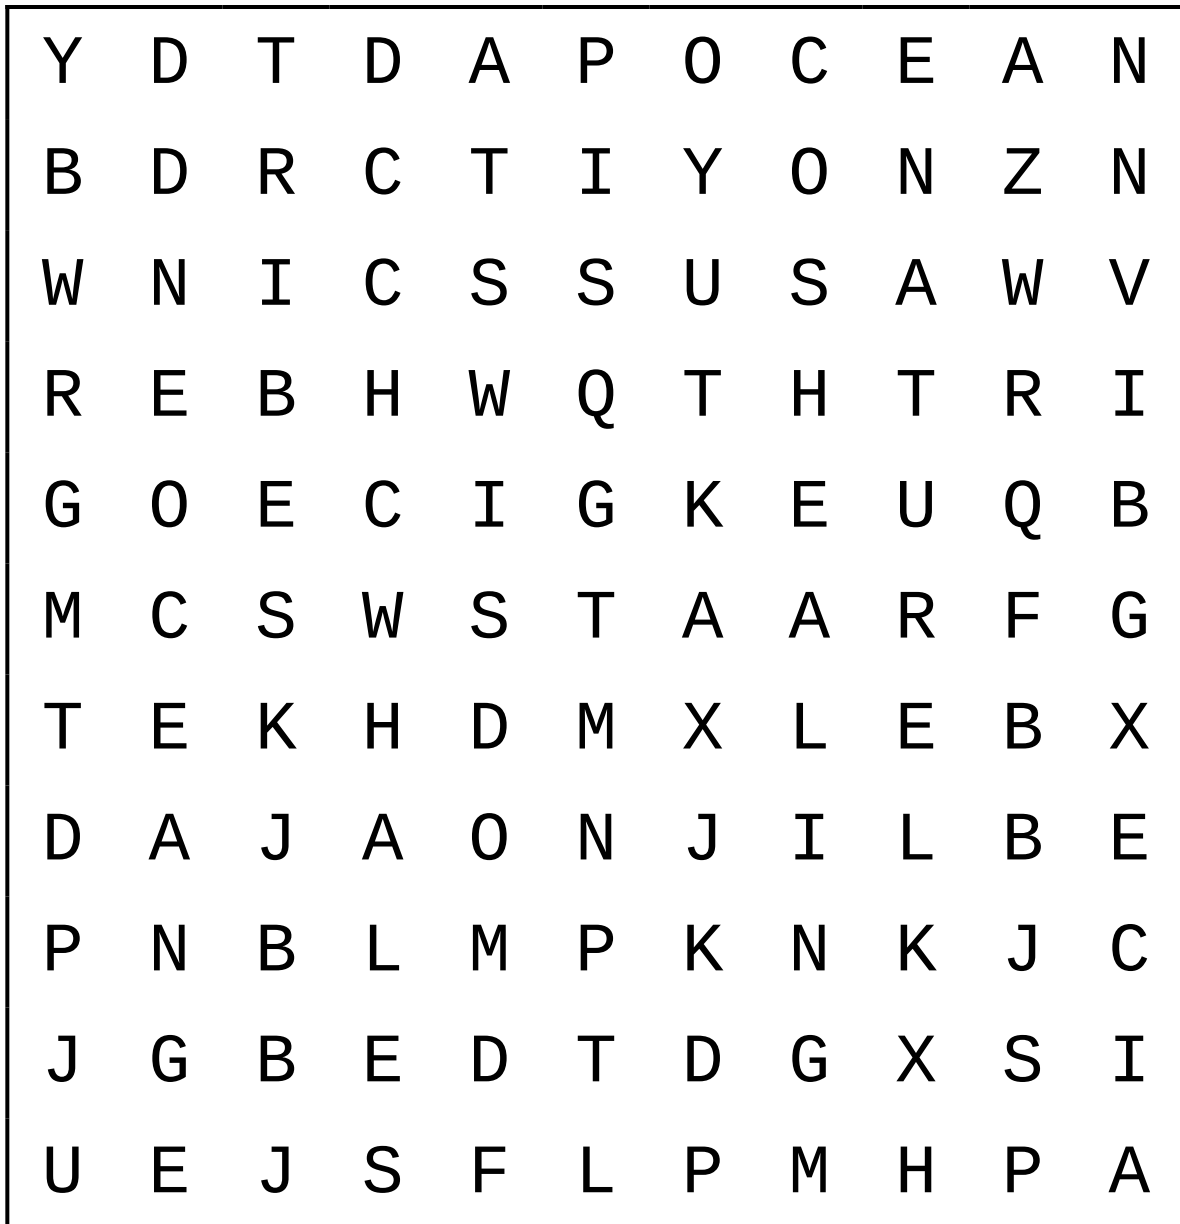 Y D T D A P O C E A N
B D R C T I Y O N Z N
W N I C S S U S A W V
R E B H W Q T H T R I
G O E C I G K E U Q B
M C S W S T A A R F G
T E K H D M X L E B X
D A J A O N J I L B E
P N B L M P K N K J C
J G B E D T D G X S I
U E J S F L P M H P A